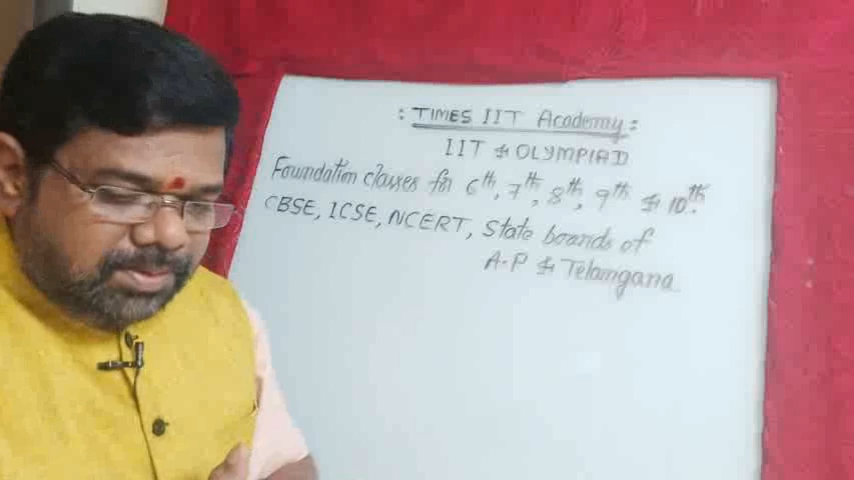 : TIMES IIT Academy :
IIT & OLYMPIAD
Foundation classes for 6th, 7th, 8th, 9th & 10th.
CBSE, ICSE, NCERT, State boards of
A.P & Telangana